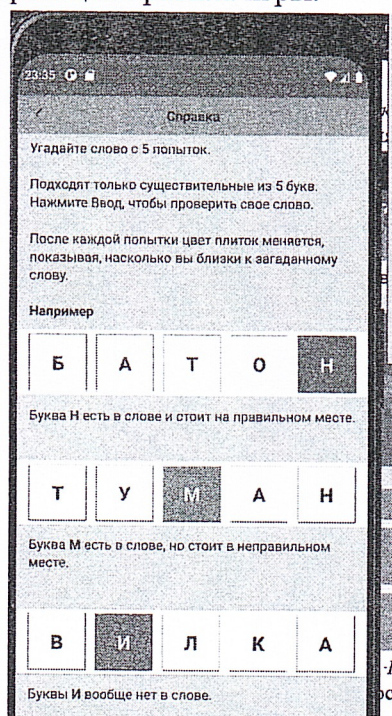 23:35
Справка
Угадайте слово с 5 попыток.
Подходят только существительные из 5 букв.
Нажмите Ввод, чтобы проверить свое слово.
После каждой попытки цвет плиток меняется,
показывая, насколько вы близки к загаданному
слову.
Например
Б А Т О Н
Буква Н есть в слове и стоит на правильном месте.
Т У М А Н
Буква М есть в слове, но стоит в неправильном
месте.
В И Л К А
Буквы И вообще нет в слове.